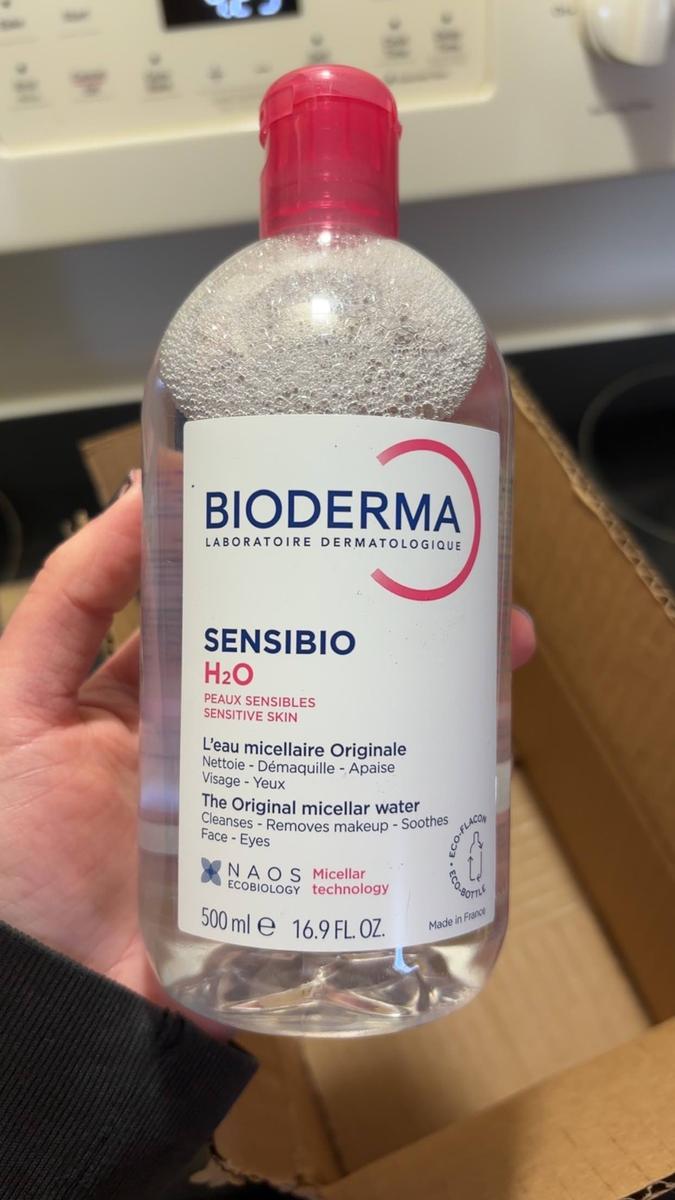 BIODERMA
LABORATOIRE DERMATOLOGIQUE
SENSIBIO
H₂O
PEAUX SENSIBLES
SENSITIVE SKIN
L'eau micellaire Originale
Nettoie - Démaquille - Apaise
Visage - Yeux
The Original micellar water
Cleanses - Removes makeup - Soothes
Face - Eyes
ECO-FLACON • ECO-BOTTLE •
NAOS
ECOBIOLOGY
Micellar
technology
500 ml ℮ 16.9 FL. OZ.
Made in France